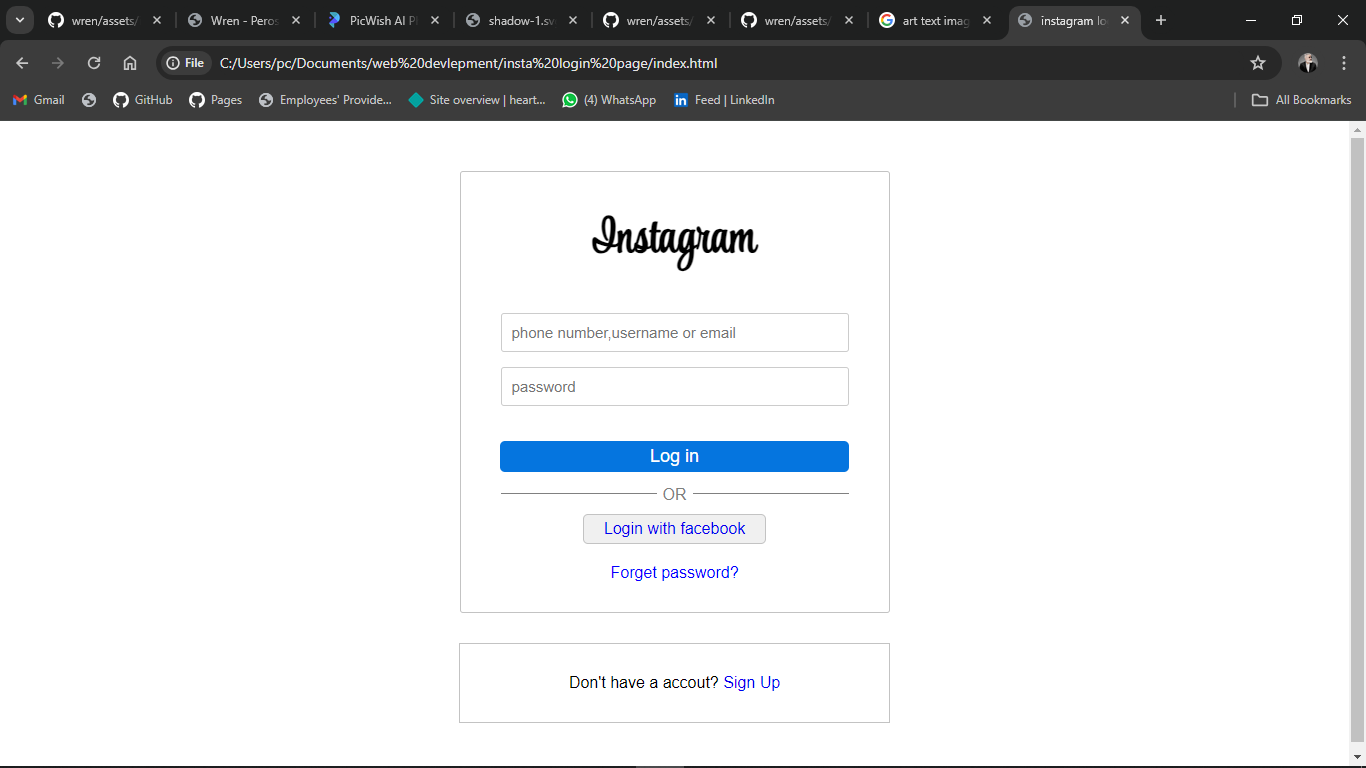 wren/assets/
Wren - Peros
PicWish AI P
shadow-1.sv
wren/assets/
wren/assets/
art text imag
instagram lo
File
C:/Users/pc/Documents/web%20devlepment/insta%20login%20page/index.html
Gmail
GitHub
Pages
Employees' Provide...
Site overview | heart...
(4) WhatsApp
Feed | LinkedIn
All Bookmarks
Instagram
phone number,username or email
password
Log in
OR
Login with facebook
Forget password?
Don't have a accout? Sign Up